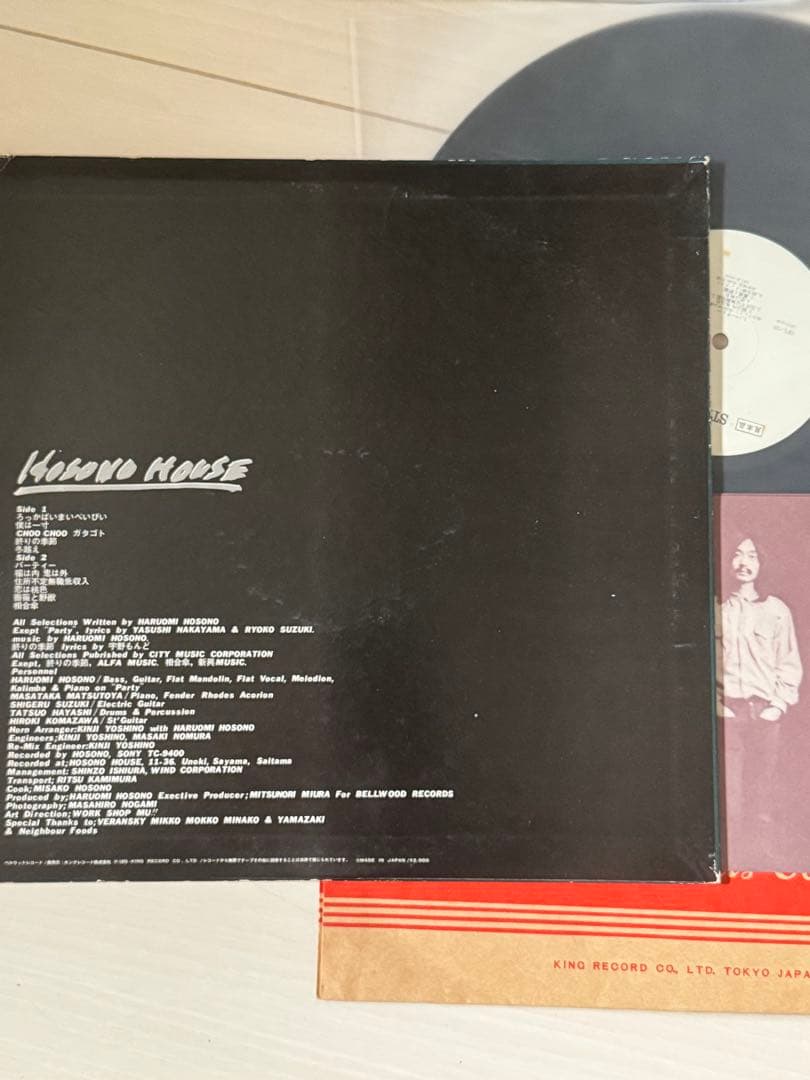 HOSONO HOUSE
Side 1
ろっかばいまいべいびい
僕は一寸
CHOO CHOO ガタゴト
終りの季節
冬越え
Side 2
パーティー
福は内 鬼は外
住所不定無職低収入
恋は桃色
薔薇と野獣
相合傘
All Selections Written by HARUOMI HOSONO
Exept "Party", lyrics by YASUSHI NAKAYAMA & RYOKO SUZUKI.
music by HARUOMI HOSONO.
終りの季節 lyrics by 宇野もんど
All Selections Pubrished by CITY MUSIC CORPORATION
Exept, 終りの季節, ALFA MUSIC. 相合傘, 新興MUSIC.
Personnel
HARUOMI HOSONO/Bass, Guitar, Flat Mandolin, Flat Vocal, Melodion,
Kalimba & Piano on "Party
MASATAKA MATSUTOYA/Piano, Fender Rhodes Acorion
SHIGERU SUZUKI/Electric Guitar
TATSUO HAYASHI/Drums & Percussion
HIROKI KOMAZAWA/St'Guitar
Horn Arranger:KINJI YOSHINO with HARUOMI HOSONO
Engineers;KINJI YOSHINO, MASAKI NOMURA
Re-Mix Engineer:KINJI YOSHINO
Recorded by HOSONO, SONY TC-9400
Recorded at;HOSONO HOUSE, 11-36. Unoki, Sayama, Saitama
Management: SHINZO ISHIURA, WIND CORPORATION
Transport; RITSU KAMIMURA
Cook;MISAKO HOSONO
Produced by;HARUOMI HOSONO Exective Producer;MITSUNORI MIURA For BELLWOOD RECORDS
Photography;MASAHIRO NOGAMI
Art Direction;WORK SHOP MU!!
Special Thanks to;VERANSKY MIKKO MOKKO MINAKO & YAMAZAKI
& Neighbour Foods
KING RECORD CO., LTD. MADE IN JAPAN/¥2,000
見本品
ST
KING RECORD CO., LTD. TOKYO JAPA